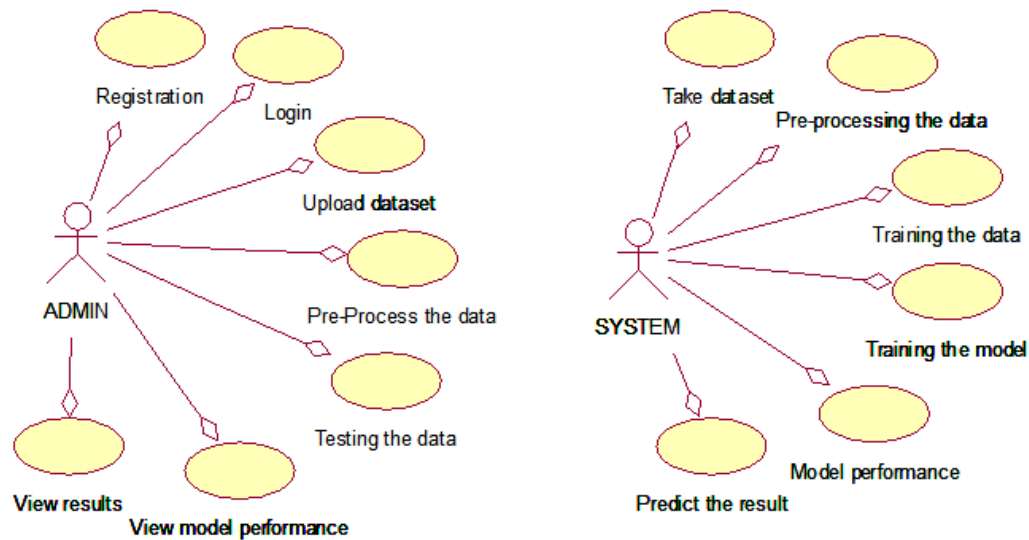 Registration
Login
Upload dataset
Pre-Process the data
Testing the data
ADMIN
View results
View model performance
Take dataset
Pre-processing the data
Training the data
Training the model
SYSTEM
Model performance
Predict the result